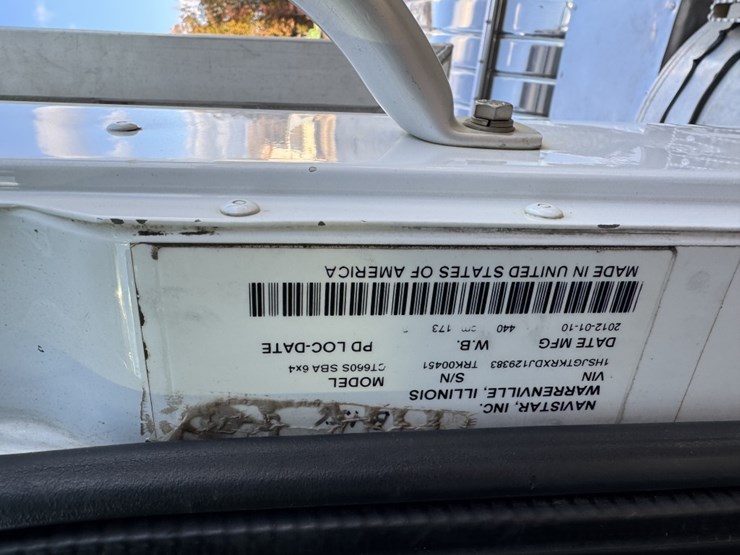 NAVISTAR, INC.
WARRENVILLE, ILLINOIS
VIN S/N MODEL
1HSJGTKRXDJ129383 TRK00451 CT660S SBA 6x4
DATE MFG W.B. PD LOC-DATE
2012-01-10 440 cm 173
MADE IN UNITED STATES OF AMERICA